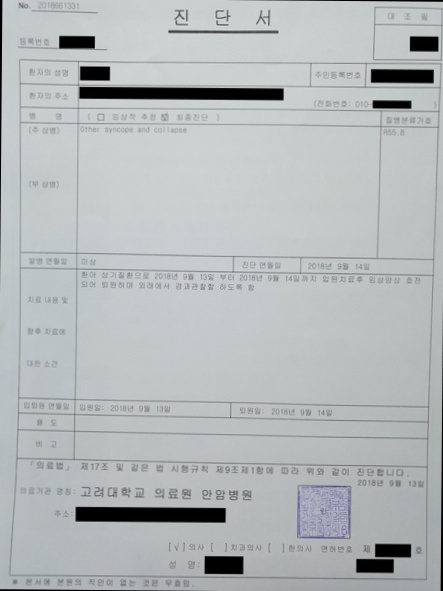 No. 2018661331
진 단 서
대 조 필
등록번호
환자의 성명
주민등록번호
환자의 주소
(전화번호: 010-
병 명 [ □ 임상적 추정 ☑ 최종진단 ]
질병분류기호
(주 상병) Other syncope and collapse R55.8
(부 상병)
발병 연월일 미상 진단 연월일 2018년 9월 14일
치료 내용 및 향후 치료에 대한 소견
환아 상기질환으로 2018년 9월 13일 부터 2018년 9월 14일까지 입원치료후 임상양상 호전
되어 퇴원하며 외래에서 경과관찰 하도록 함
입퇴원 연월일 입원일: 2018년 9월 13일 퇴원일: 2018년 9월 14일
용 도
비 고
「의료법」 제17조 및 같은 법 시행규칙 제9조제1항에 따라 위와 같이 진단합니다.
2018년 9월 13일
의료기관 명칭: 고려대학교 의료원 안암병원
주소:
[√]의사 [ ]치과의사 [ ]한의사 면허번호 제 호
성 명:
※ 본서에 본원의 직인이 없는 것은 무효임.